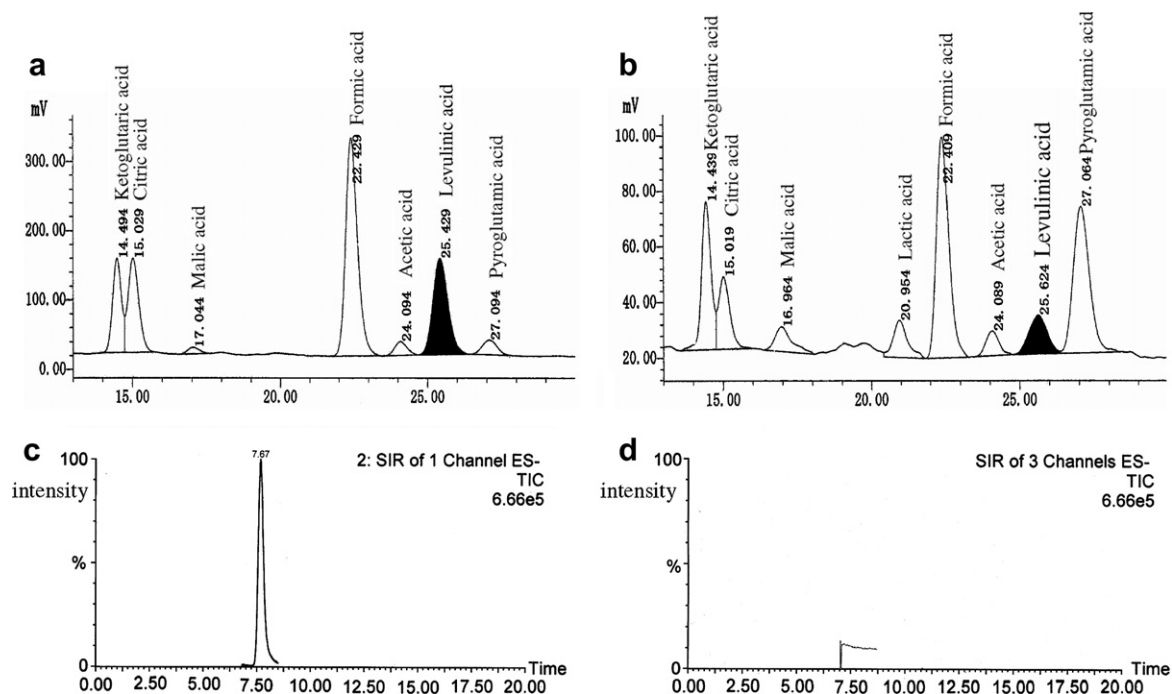 a
mV
300.00
200.00
100.00
0.00
14.494 Ketoglutaric acid
15.029 Citric acid
17.044 Malic acid
22.429 Formic acid
24.094 Acetic acid
25.429 Levulinic acid
27.094 Pyroglutamic acid
15.00 20.00 25.00
b
mV
100.00
80.00
60.00
40.00
20.00
14.439 Ketoglutaric acid
15.019 Citric acid
16.964 Malic acid
20.954 Lactic acid
22.409 Formic acid
24.089 Acetic acid
25.624 Levulinic acid
27.064 Pyroglutamic acid
15.00 20.00 25.00
c
100
intensity
%
0
7.67
2: SIR of 1 Channel ES-
TIC
6.66e5
Time
0.00 2.50 5.00 7.50 10.00 12.50 15.00 17.50 20.00
d
100
intensity
%
0
SIR of 3 Channels ES-
TIC
6.66e5
Time
0.00 2.50 5.00 7.50 10.00 12.50 15.00 17.50 20.00